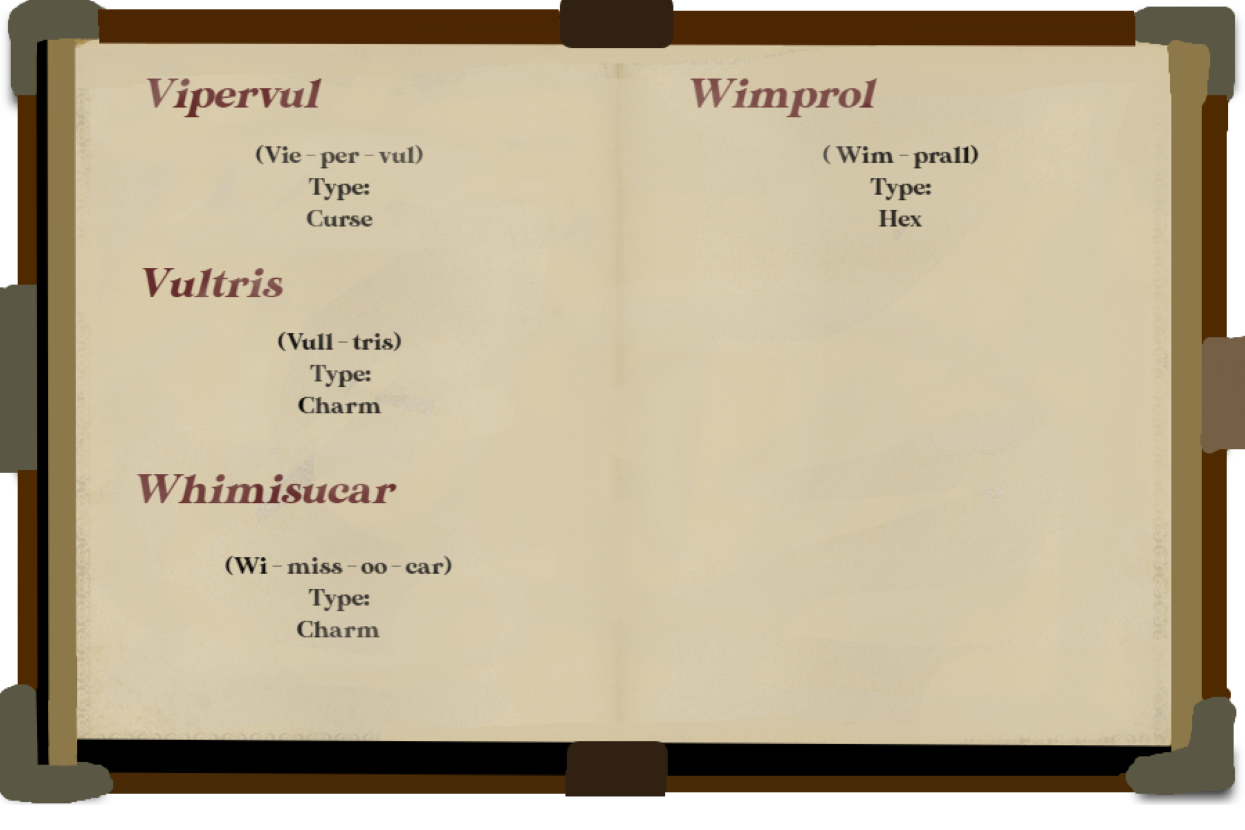 Vipervul
(Vie - per - vul)
Type:
Curse
Vultris
(Vull - tris)
Type:
Charm
Whimisucar
(Wi - miss - oo - car)
Type:
Charm
Wimprol
( Wim - prall)
Type:
Hex